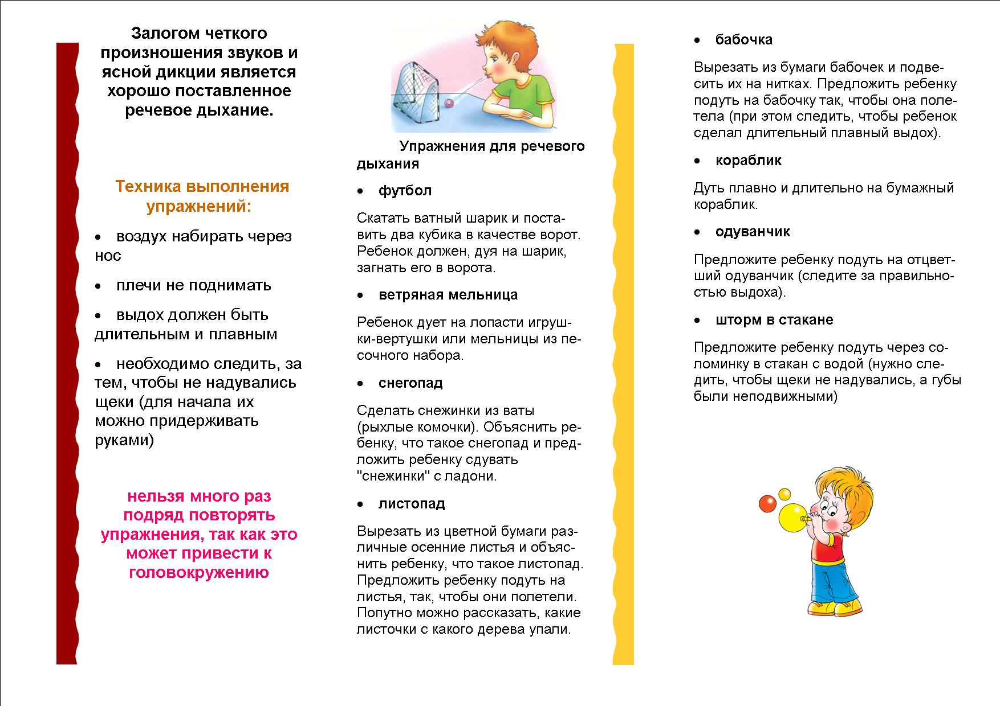 Залогом четкого
произношения звуков и
ясной дикции является
хорошо поставленное
речевое дыхание.
Техника выполнения
упражнений:
• воздух набирать через
нос
• плечи не поднимать
• выдох должен быть
длительным и плавным
• необходимо следить, за
тем, чтобы не надувались
щеки (для начала их
можно придерживать
руками)
нельзя много раз
подряд повторять
упражнения, так как это
может привести к
головокружению
Упражнения для речевого
дыхания
• футбол
Скатать ватный шарик и поста-
вить два кубика в качестве ворот.
Ребенок должен, дуя на шарик,
загнать его в ворота.
• ветряная мельница
Ребенок дует на лопасти игруш-
ки-вертушки или мельницы из пе-
сочного набора.
• снегопад
Сделать снежинки из ваты
(рыхлые комочки). Объяснить ре-
бенку, что такое снегопад и пред-
ложить ребенку сдувать
"снежинки" с ладони.
• листопад
Вырезать из цветной бумаги раз-
личные осенние листья и объяс-
нить ребенку, что такое листопад.
Предложить ребенку подуть на
листья, так, чтобы они полетели.
Попутно можно рассказать, какие
листочки с какого дерева упали.
• бабочка
Вырезать из бумаги бабочек и подве-
сить их на нитках. Предложить ребенку
подуть на бабочку так, чтобы она поле-
тела (при этом следить, чтобы ребенок
сделал длительный плавный выдох).
• кораблик
Дуть плавно и длительно на бумажный
кораблик.
• одуванчик
Предложите ребенку подуть на отцвет-
ший одуванчик (следите за правильно-
стью выдоха).
• шторм в стакане
Предложите ребенку подуть через со-
ломинку в стакан с водой (нужно сле-
дить, чтобы щеки не надувались, а губы
были неподвижными)